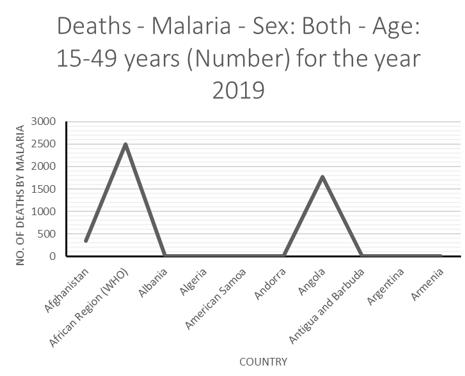 Deaths - Malaria - Sex: Both - Age:
15-49 years (Number) for the year
2019
NO. OF DEATHS BY MALARIA
3000
2500
2000
1500
1000
500
0
Afghanistan
African Region (WHO)
Albania
Algeria
American Samoa
Andorra
Angola
Antigua and Barbuda
Argentina
Armenia
COUNTRY